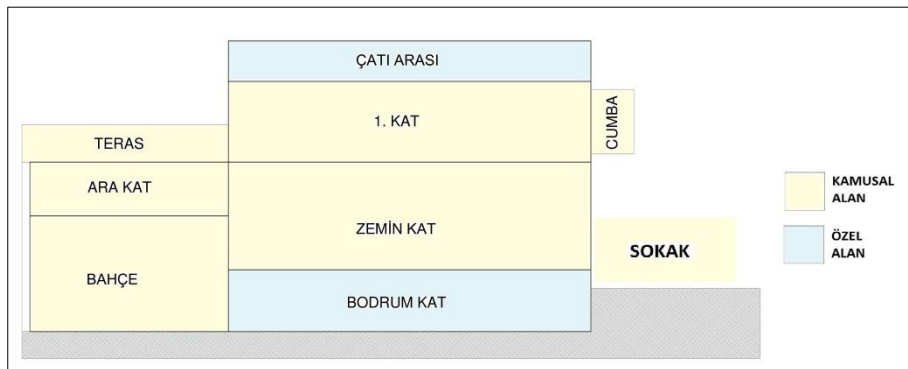 ÇATI ARASI
1. KAT
CUMBA
TERAS
ARA KAT
ZEMİN KAT
BAHÇE
SOKAK
BODRUM KAT
KAMUSAL
ALAN
ÖZEL
ALAN